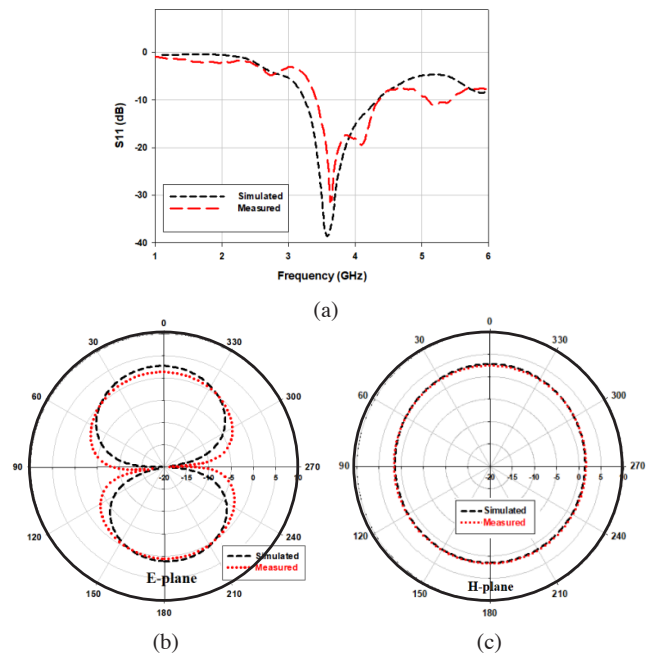 0
-10
-20
-30
-40
S11 (dB)
Simulated
Measured
1 2 3 4 5 6
Frequency (GHz)
(a)
0
30 330
60 300
90 270
-20 -15 -10 -5 0 5 10
120 240
150 210
180
Simulated
Measured
E-plane
(b)
0
30 330
60 300
90 270
-20 -15 -10 -5 0 5 10
Simulated
Measured
120 240
150 210
180
H-plane
(c)